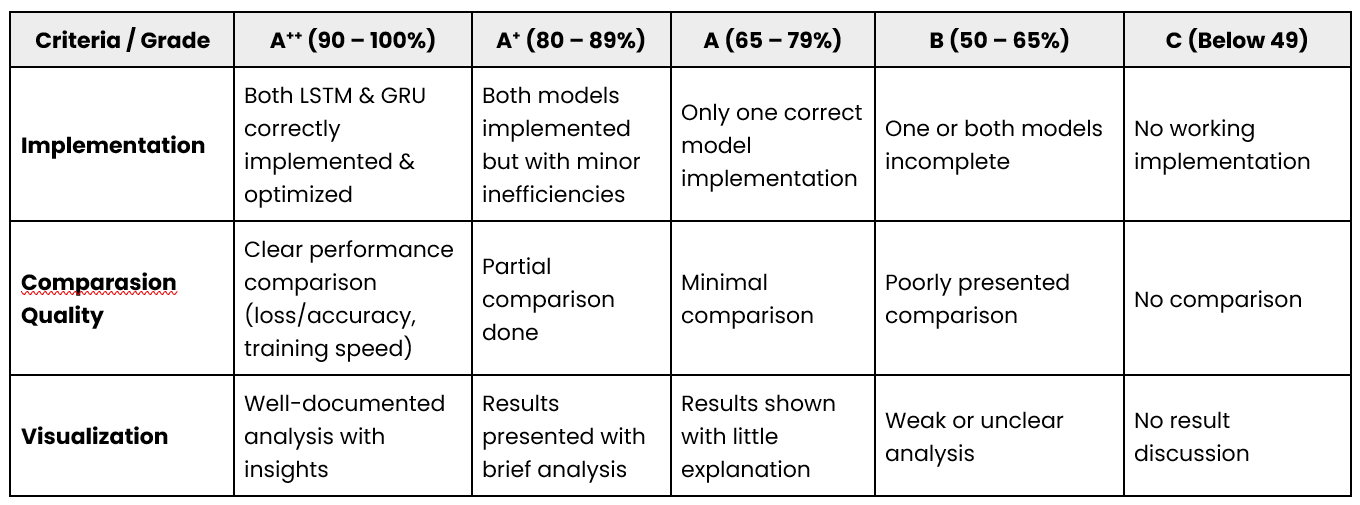 Criteria / Grade
A⁺⁺ (90 – 100%)
A⁺ (80 – 89%)
A (65 – 79%)
B (50 – 65%)
C (Below 49)
Implementation
Both LSTM & GRU
correctly
implemented &
optimized
Both models
implemented
but with minor
inefficiencies
Only one correct
model
implementation
One or both models
incomplete
No working
implementation
Comparasion
Quality
Clear performance
comparison
(loss/accuracy,
training speed)
Partial
comparison
done
Minimal
comparison
Poorly presented
comparison
No comparison
Visualization
Well-documented
analysis with
insights
Results
presented with
brief analysis
Results shown
with little
explanation
Weak or unclear
analysis
No result
discussion